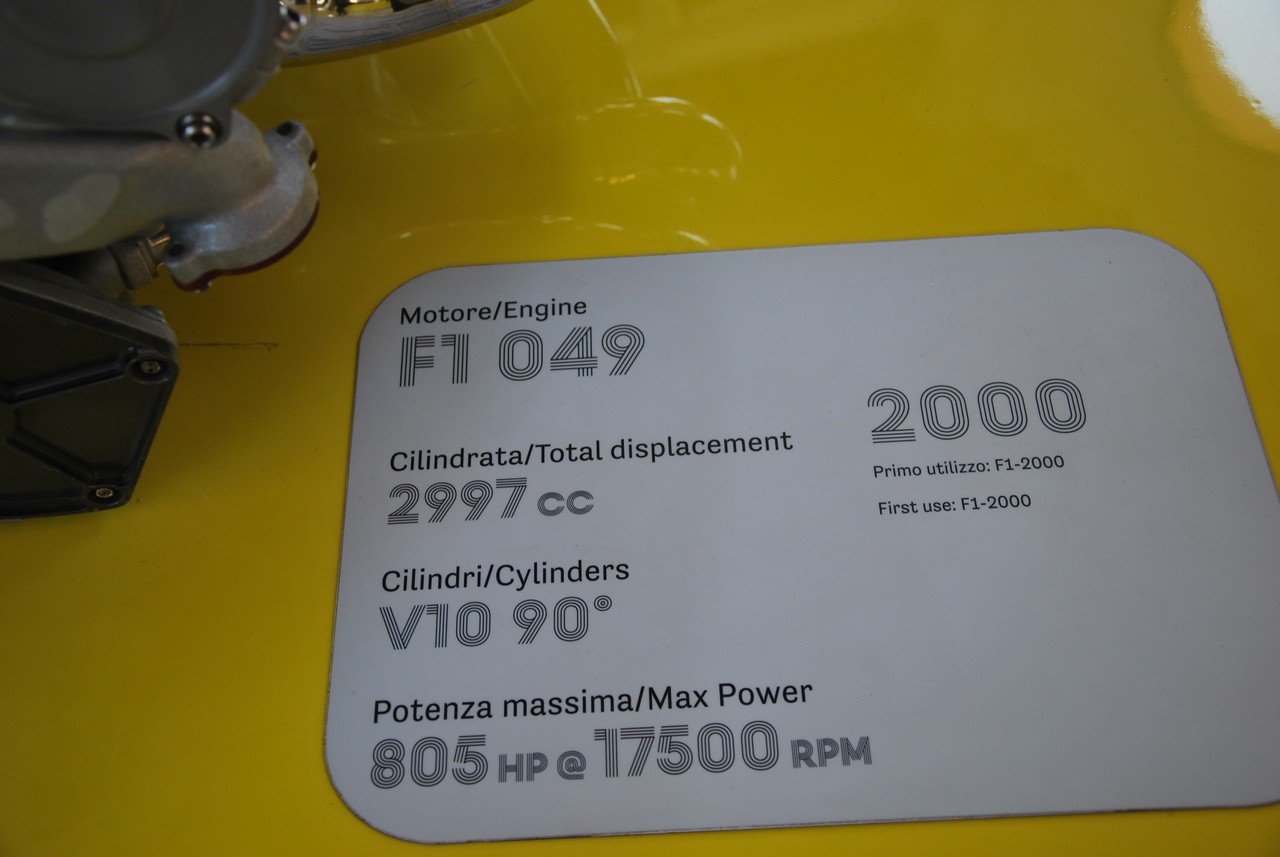 Motore/Engine
F1 049
Cilindrata/Total displacement
2997 cc
Cilindri/Cylinders
V10 90°
Potenza massima/Max Power
805 HP @ 17500 RPM
2000
Primo utilizzo: F1-2000
First use: F1-2000